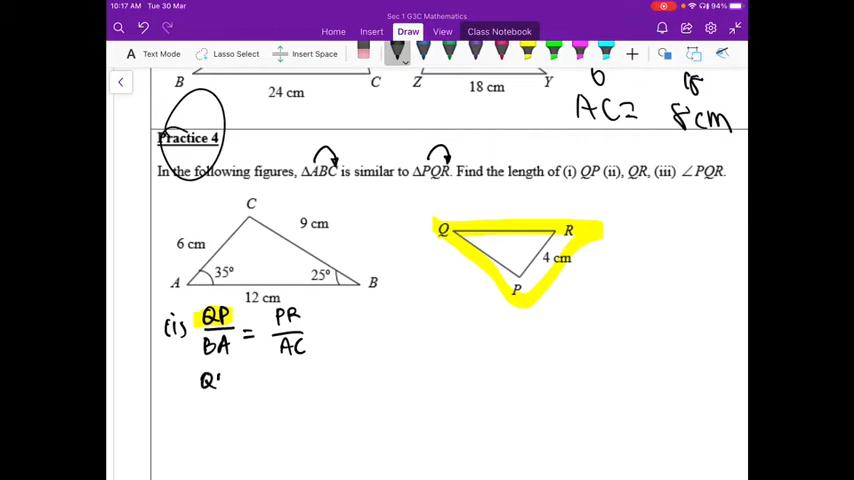 10:17 AM Tue 30 Mar
94%
Sec 1 G3C Mathematics
Home Insert Draw View Class Notebook
A Text Mode Lasso Select Insert Space
B C Z Y
24 cm 18 cm
6 18
AC = 8cm
Practice 4
In the following figures, ΔABC is similar to ΔPQR. Find the length of (i) QP (ii), QR, (iii) ∠PQR.
C
9 cm
6 cm
A 35° 25° B
12 cm
Q R
4 cm
P
(i) QP/BA = PR/AC
Q